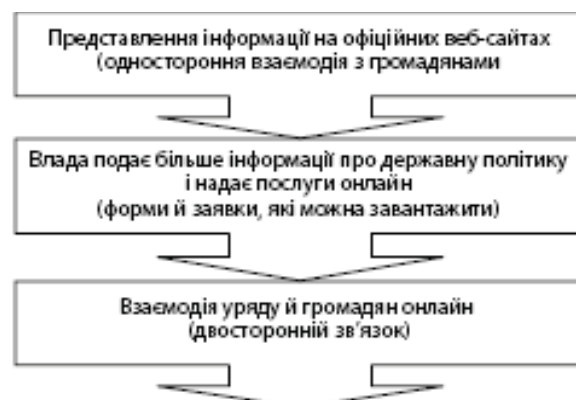 Представлення інформації на офіційних веб-сайтах
(одностороння взаємодія з громадянами
Влада подає більше інформації про державну політику
і надає послуги онлайн
(форми й заявки, які можна завантажити)
Взаємодія уряду й громадян онлайн
(двосторонній зв’язок)